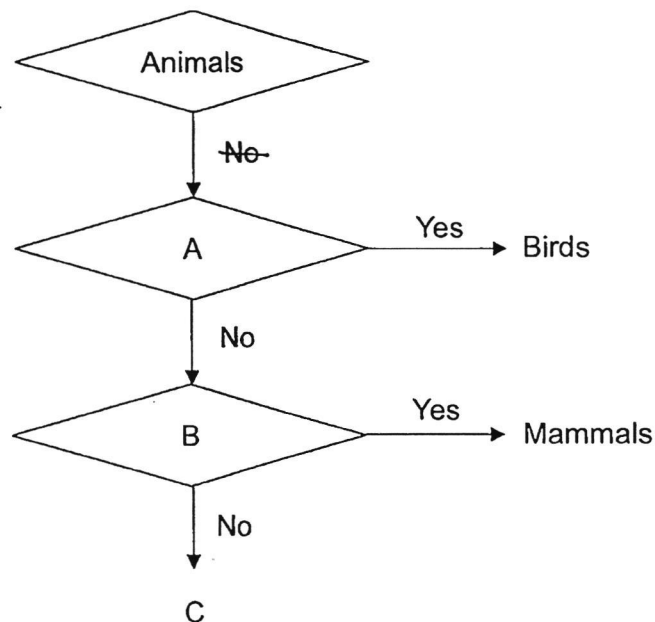 Animals
No
A
Yes
Birds
No
B
Yes
Mammals
No
C